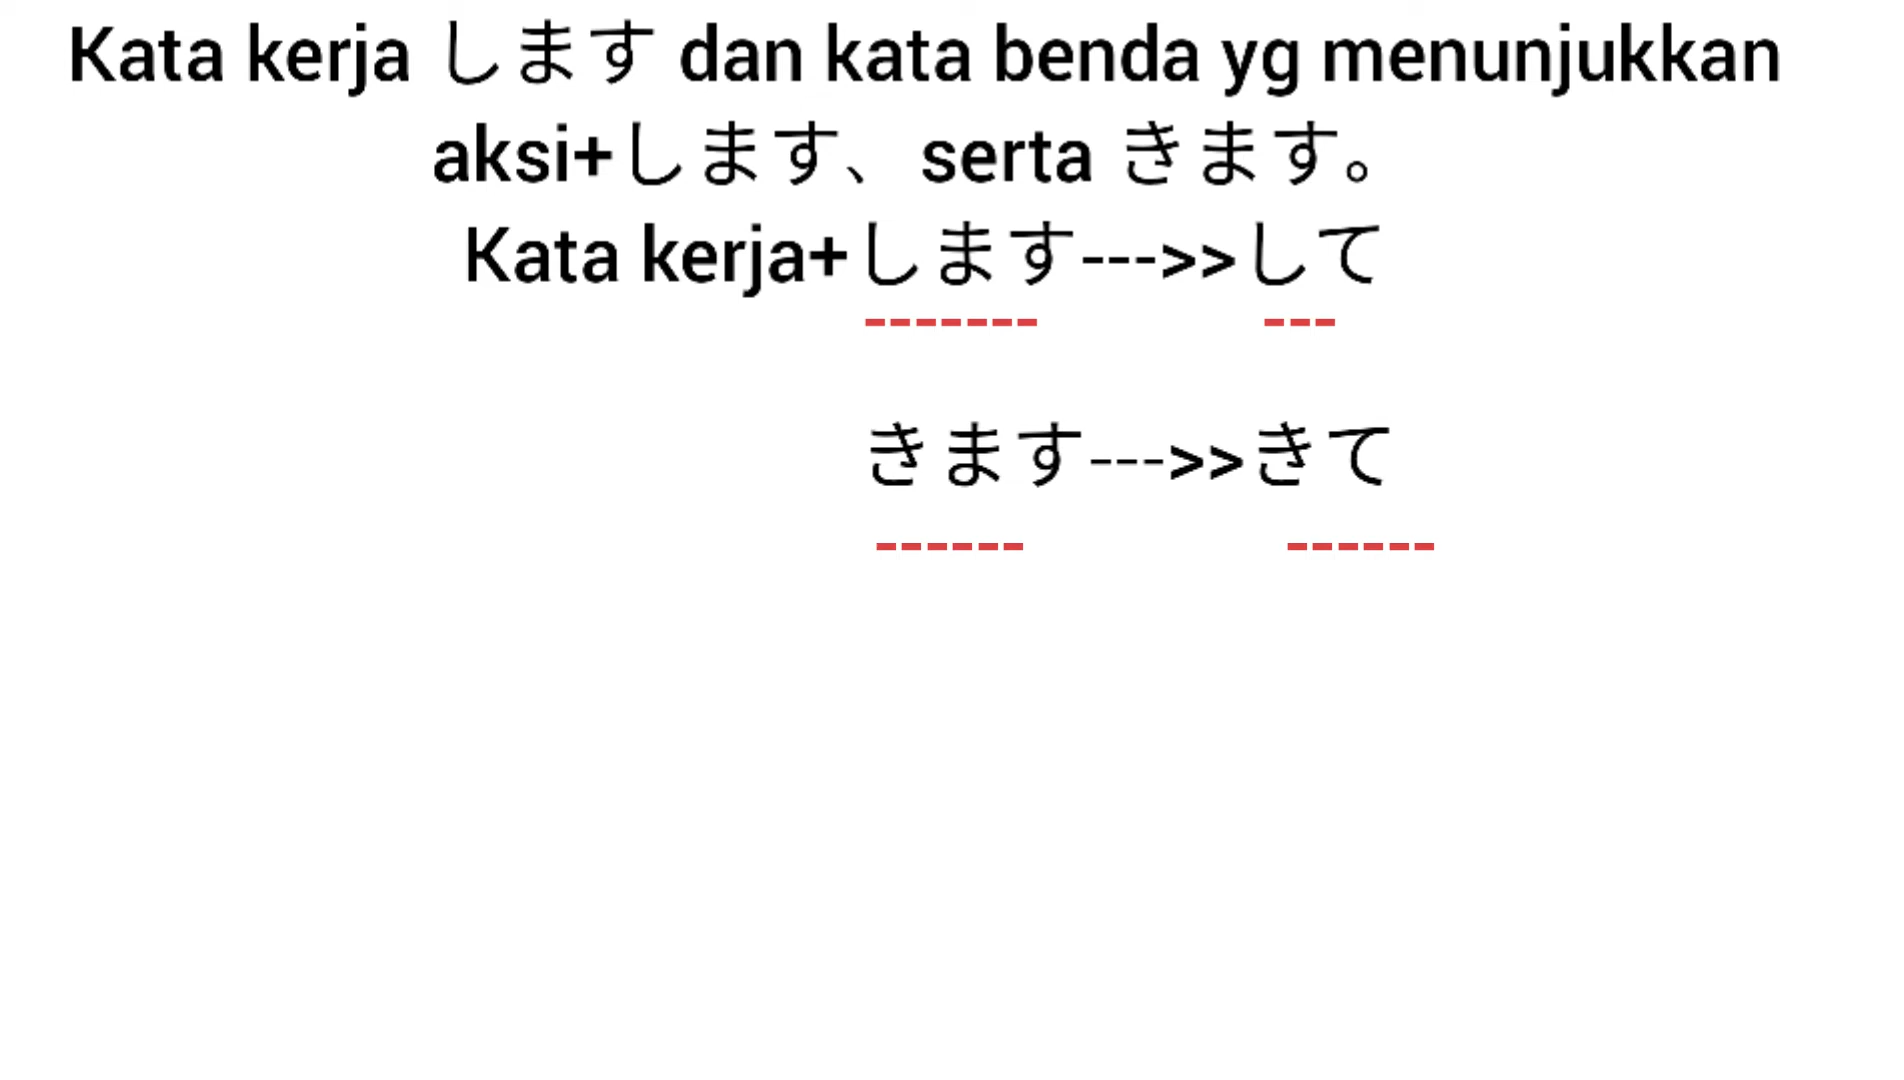 Kata kerja します dan kata benda yg menunjukkan
aksi+します、serta きます。
Kata kerja+します--->>して
きます--->>きて